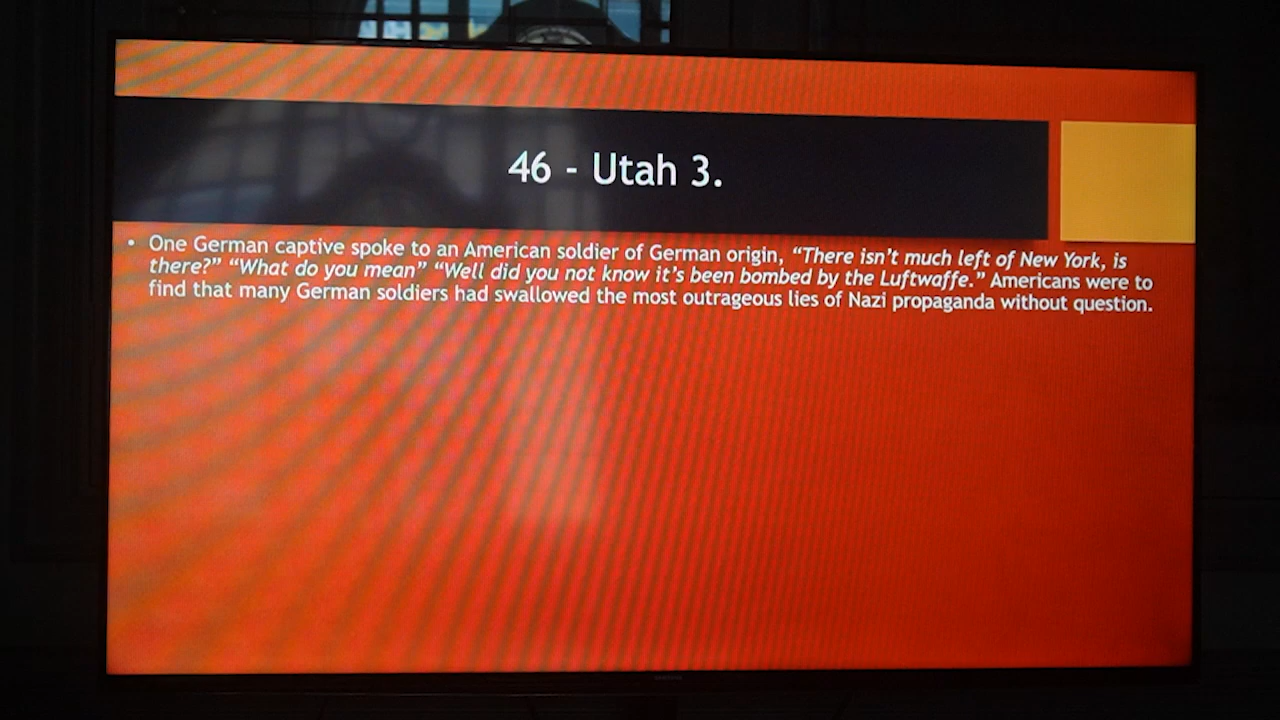 46 - Utah 3.
• One German captive spoke to an American soldier of German origin, “There isn’t much left of New York, is
there?” “What do you mean” “Well did you not know it’s been bombed by the Luftwaffe.” Americans were to
find that many German soldiers had swallowed the most outrageous lies of Nazi propaganda without question.